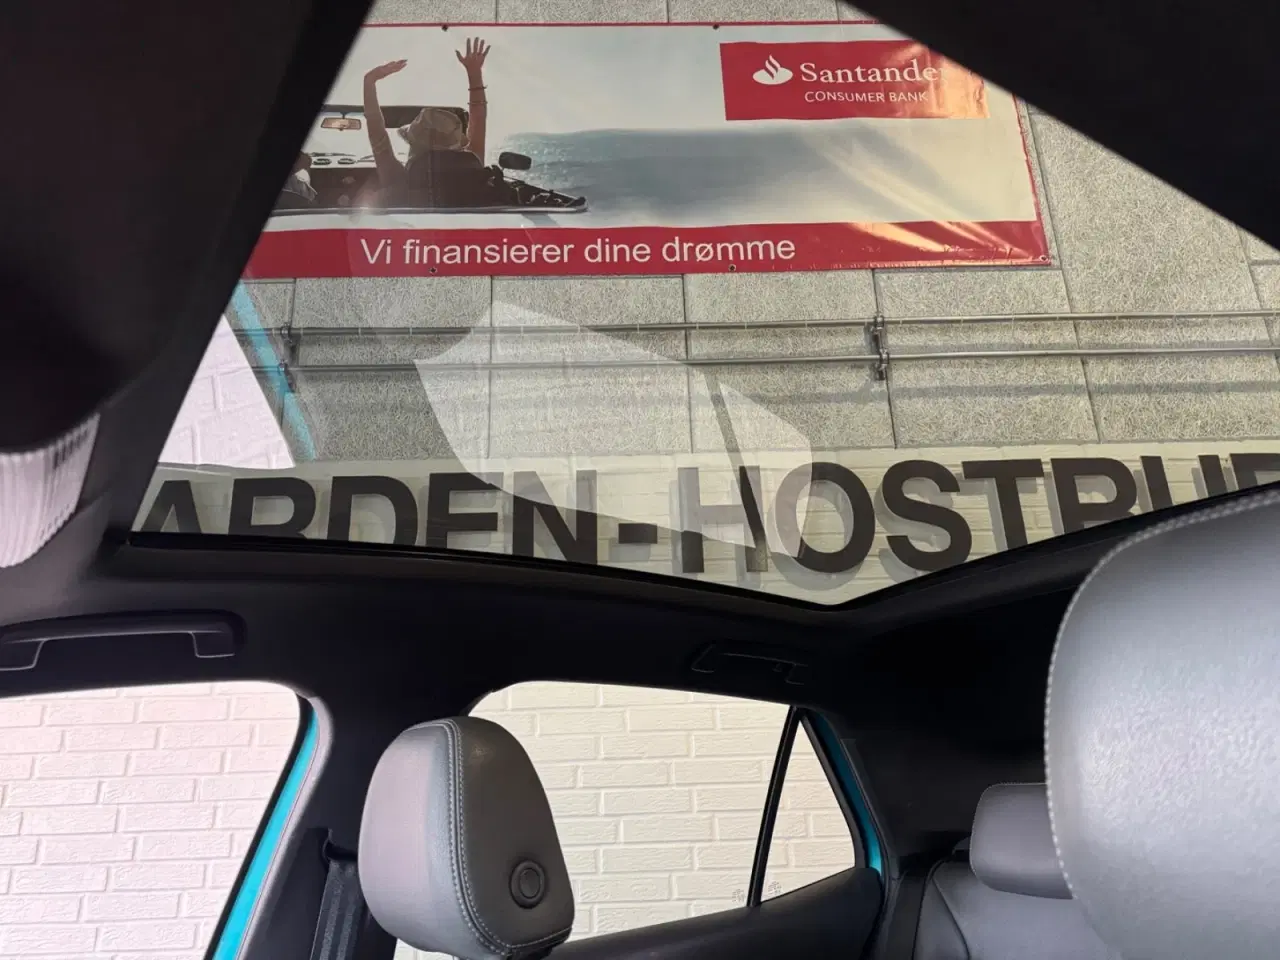 Santander
CONSUMER BANK
Vi finansierer dine drømme
ARDEN-HOSTRUP